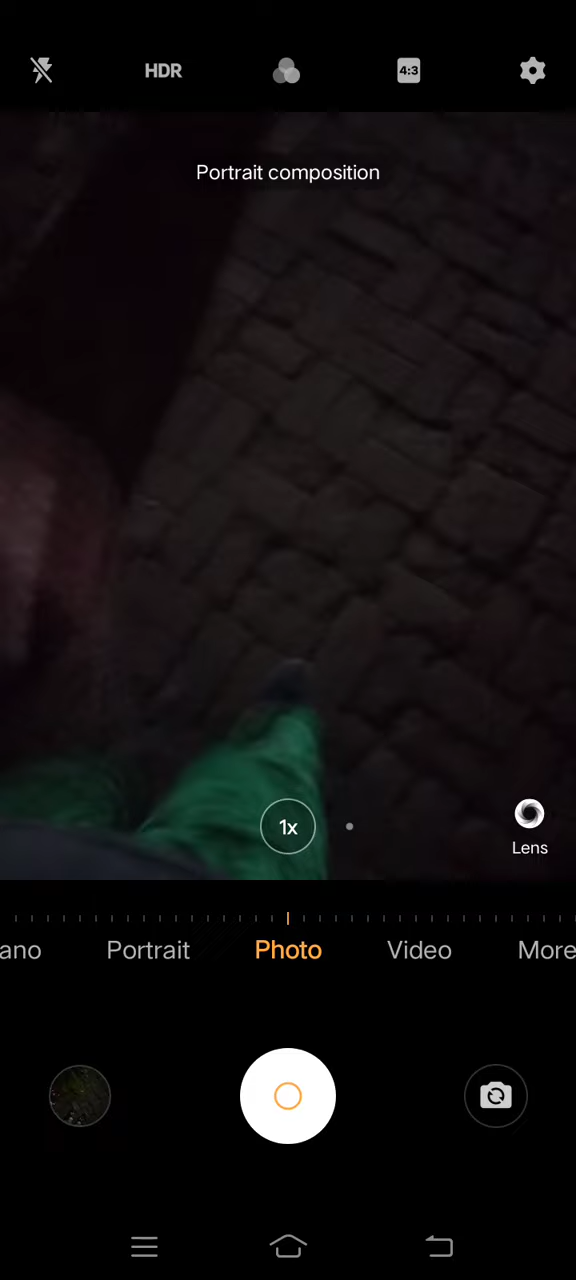 HDR
4:3
Portrait composition
1x
Lens
ano Portrait Photo Video More